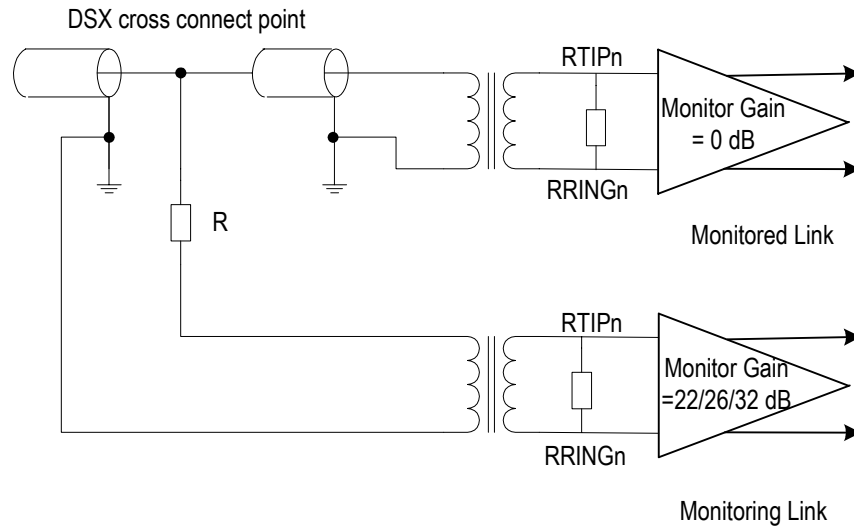 DSX cross connect point
RTIPn
Monitor Gain
= 0 dB
RRINGn
R
Monitored Link
RTIPn
Monitor Gain
=22/26/32 dB
RRINGn
Monitoring Link